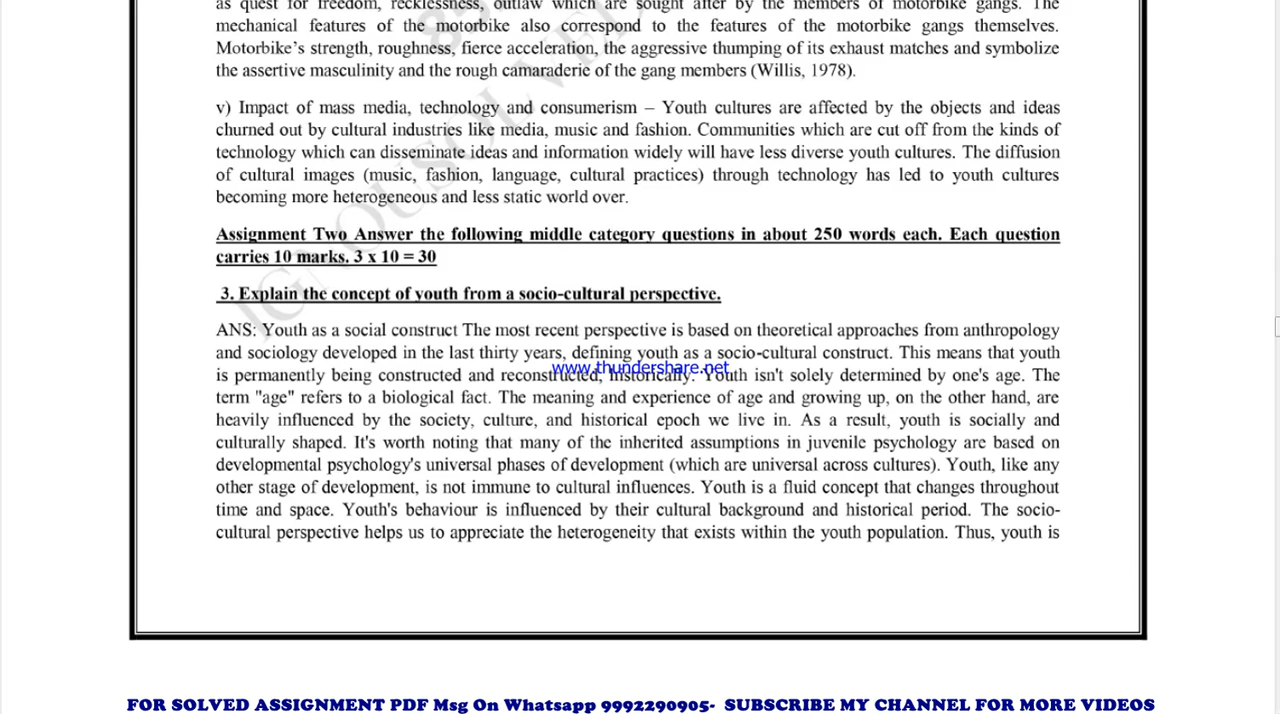 as quest for freedom, recklessness, outlaw which are sought after by the members of motorbike gangs. The
mechanical features of the motorbike also correspond to the features of the motorbike gangs themselves.
Motorbike's strength, roughness, fierce acceleration, the aggressive thumping of its exhaust matches and symbolize
the assertive masculinity and the rough camaraderie of the gang members (Willis, 1978).
v) Impact of mass media, technology and consumerism – Youth cultures are affected by the objects and ideas
churned out by cultural industries like media, music and fashion. Communities which are cut off from the kinds of
technology which can disseminate ideas and information widely will have less diverse youth cultures. The diffusion
of cultural images (music, fashion, language, cultural practices) through technology has led to youth cultures
becoming more heterogeneous and less static world over.
Assignment Two Answer the following middle category questions in about 250 words each. Each question
carries 10 marks. 3 x 10 = 30
3. Explain the concept of youth from a socio-cultural perspective.
ANS: Youth as a social construct The most recent perspective is based on theoretical approaches from anthropology
and sociology developed in the last thirty years, defining youth as a socio-cultural construct. This means that youth
www.thundershare.net
is permanently being constructed and reconstructed, historically. Youth isn't solely determined by one's age. The
term "age" refers to a biological fact. The meaning and experience of age and growing up, on the other hand, are
heavily influenced by the society, culture, and historical epoch we live in. As a result, youth is socially and
culturally shaped. It's worth noting that many of the inherited assumptions in juvenile psychology are based on
developmental psychology's universal phases of development (which are universal across cultures). Youth, like any
other stage of development, is not immune to cultural influences. Youth is a fluid concept that changes throughout
time and space. Youth's behaviour is influenced by their cultural background and historical period. The socio-
cultural perspective helps us to appreciate the heterogeneity that exists within the youth population. Thus, youth is
FOR SOLVED ASSIGNMENT PDF Msg On Whatsapp 9992290905- SUBSCRIBE MY CHANNEL FOR MORE VIDEOS